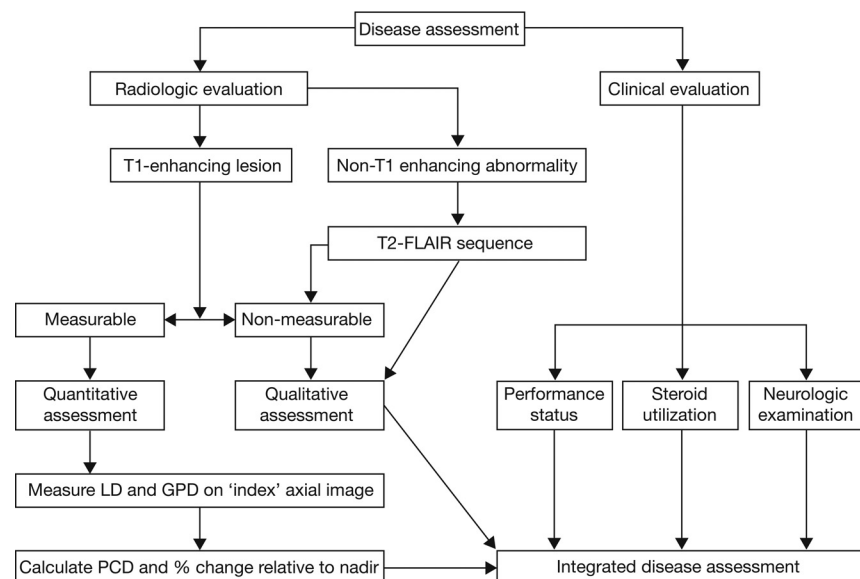 Disease assessment
Radiologic evaluation
Clinical evaluation
T1-enhancing lesion
Non-T1 enhancing abnormality
T2-FLAIR sequence
Measurable
Non-measurable
Quantitative
assessment
Qualitative
assessment
Performance
status
Steroid
utilization
Neurologic
examination
Measure LD and GPD on ‘index’ axial image
Calculate PCD and % change relative to nadir
Integrated disease assessment